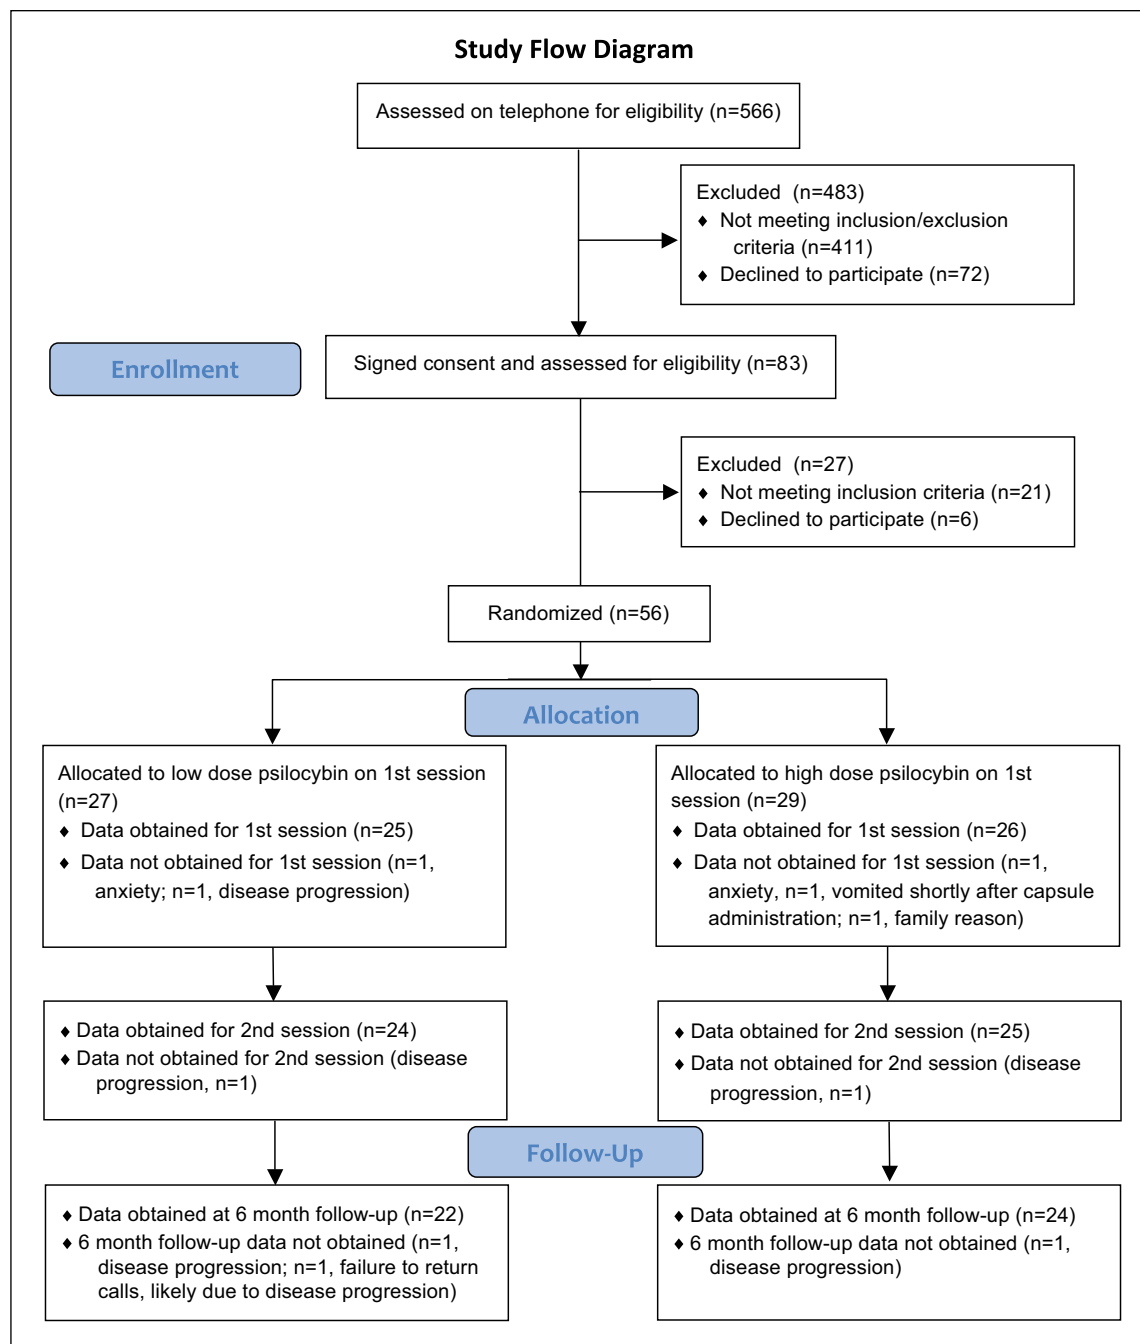 Study Flow Diagram
Assessed on telephone for eligibility (n=566)
Excluded (n=483)
♦ Not meeting inclusion/exclusion
criteria (n=411)
♦ Declined to participate (n=72)
Enrollment
Signed consent and assessed for eligibility (n=83)
Excluded (n=27)
♦ Not meeting inclusion criteria (n=21)
♦ Declined to participate (n=6)
Randomized (n=56)
Allocation
Allocated to low dose psilocybin on 1st session
(n=27)
♦ Data obtained for 1st session (n=25)
♦ Data not obtained for 1st session (n=1,
anxiety; n=1, disease progression)
Allocated to high dose psilocybin on 1st
session (n=29)
♦ Data obtained for 1st session (n=26)
♦ Data not obtained for 1st session (n=1,
anxiety, n=1, vomited shortly after capsule
administration; n=1, family reason)
♦ Data obtained for 2nd session (n=24)
♦ Data not obtained for 2nd session (disease
progression, n=1)
♦ Data obtained for 2nd session (n=25)
♦ Data not obtained for 2nd session (disease
progression, n=1)
Follow-Up
♦ Data obtained at 6 month follow-up (n=22)
♦ 6 month follow-up data not obtained (n=1,
disease progression; n=1, failure to return
calls, likely due to disease progression)
♦ Data obtained at 6 month follow-up (n=24)
♦ 6 month follow-up data not obtained (n=1,
disease progression)